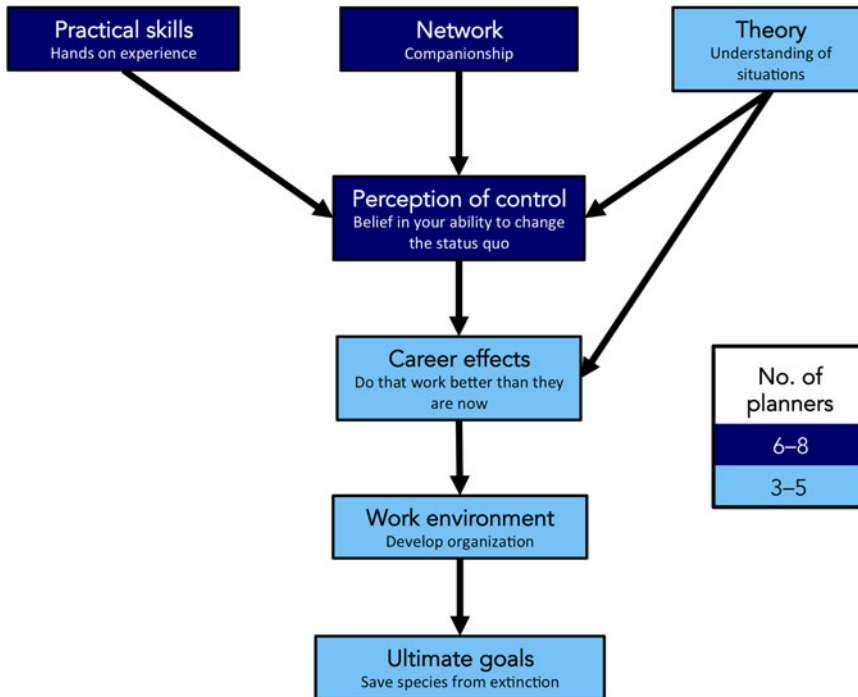 Practical skills
Hands on experience
Network
Companionship
Theory
Understanding of
situations
Perception of control
Belief in your ability to change
the status quo
Career effects
Do that work better than they
are now
No. of
planners
6–8
3–5
Work environment
Develop organization
Ultimate goals
Save species from extinction